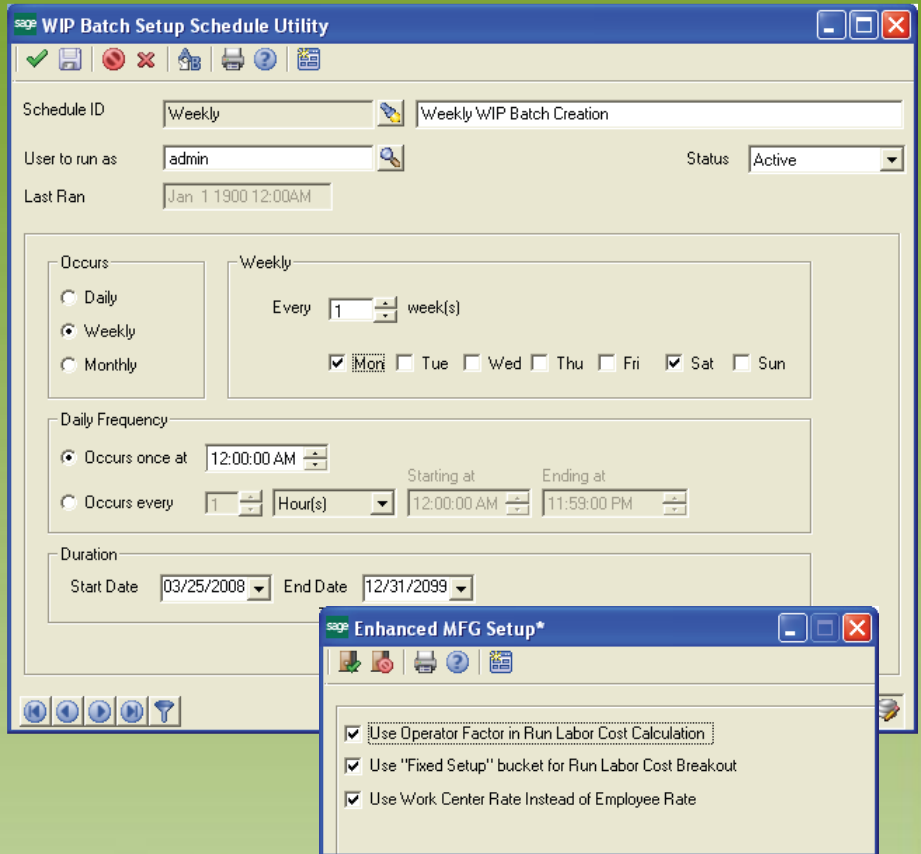 sage WIP Batch Setup Schedule Utility
Schedule ID Weekly Weekly WIP Batch Creation
User to run as admin Status Active
Last Ran Jan 1 1900 12:00AM
Occurs Weekly
Daily
Every 1 week(s)
Weekly
Monthly Mon Tue Wed Thu Fri Sat Sun
Daily Frequency
Occurs once at 12:00:00 AM
Starting at Ending at
Occurs every 1 Hour(s) 12:00:00 AM 11:59:00 PM
Duration
Start Date 03/25/2008 End Date 12/31/2099
sage Enhanced MFG Setup*
Use Operator Factor in Run Labor Cost Calculation
Use "Fixed Setup" bucket for Run Labor Cost Breakout
Use Work Center Rate Instead of Employee Rate